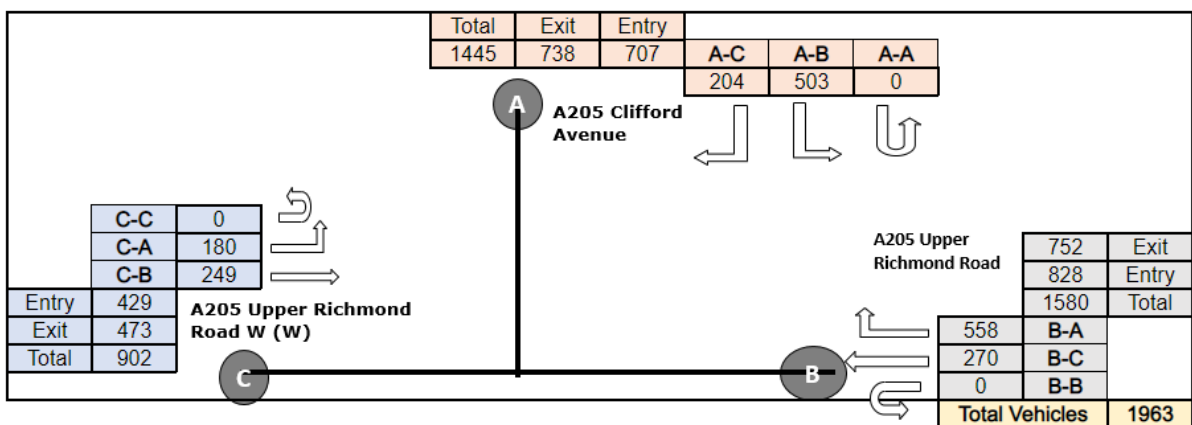 Total Exit Entry
1445 738 707 A-C A-B A-A
204 503 0
A A205 Clifford
Avenue
C-C 0
C-A 180
C-B 249
Entry 429
Exit 473
Total 902
A205 Upper Richmond
Road W (W)
C
A205 Upper
Richmond Road
752 Exit
828 Entry
1580 Total
558 B-A
270 B-C
0 B-B
B
Total Vehicles 1963